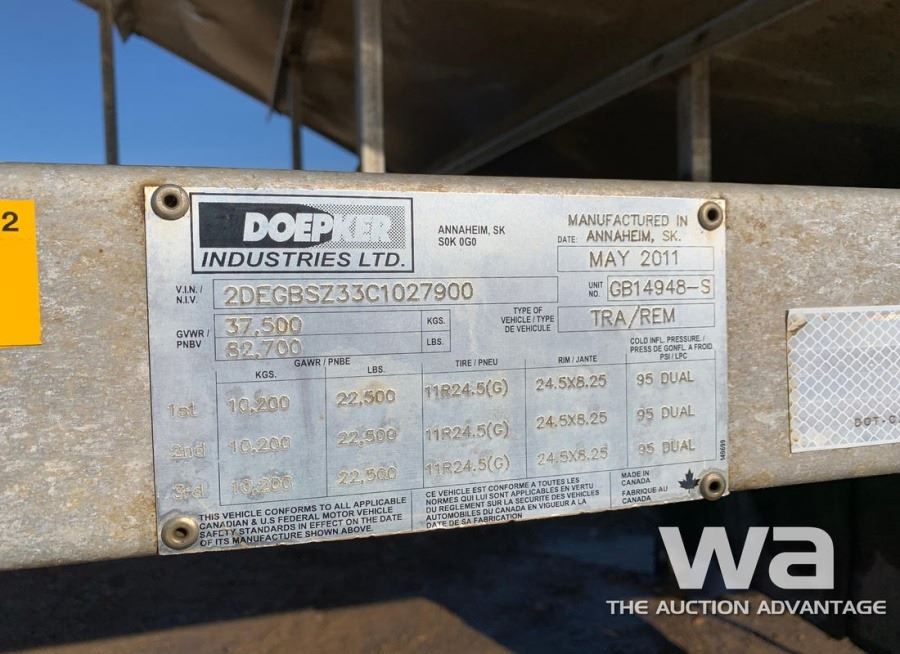 2
DOEPKER
INDUSTRIES LTD.
ANNAHEIM, SK
S0K 0G0
MANUFACTURED IN
DATE: ANNAHEIM, SK.
MAY 2011
V.I.N. / N.I.V. 2DEGBSZ33C1027900
UNIT NO. GB14948-S
GVWR / PNBV 37,500 KGS.
82,700 LBS.
TYPE OF VEHICLE / TYPE DE VEHICULE TRA/REM
GAWR / PNBE TIRE / PNEU RIM / JANTE COLD INFL. PRESSURE / PRESS DE GONFL. A FROID PSI / LPC
KGS. LBS.
1st 10,200 22,500 11R24.5(G) 24.5X8.25 95 DUAL
2nd 10,200 22,500 11R24.5(G) 24.5X8.25 95 DUAL
3rd 10,200 22,500 11R24.5(G) 24.5X8.25 95 DUAL
THIS VEHICLE CONFORMS TO ALL APPLICABLE
CANADIAN & U.S FEDERAL MOTOR VEHICLE
SAFETY STANDARDS IN EFFECT ON THE DATE
OF ITS MANUFACTURE SHOWN ABOVE.
CE VEHICULE EST CONFORME A TOUTES LES
NORMES QUI LUI SONT APPLICABLES EN VERTU
DU REGLEMENT SUR LA SECURITE DES VEHICLES
AUTOMOBILES DU CANADA EN VIGUEUR A LA
DATE DE SA FABRICATION
MADE IN
CANADA
FABRIQUE AU
CANADA
149699
wa
THE AUCTION ADVANTAGE